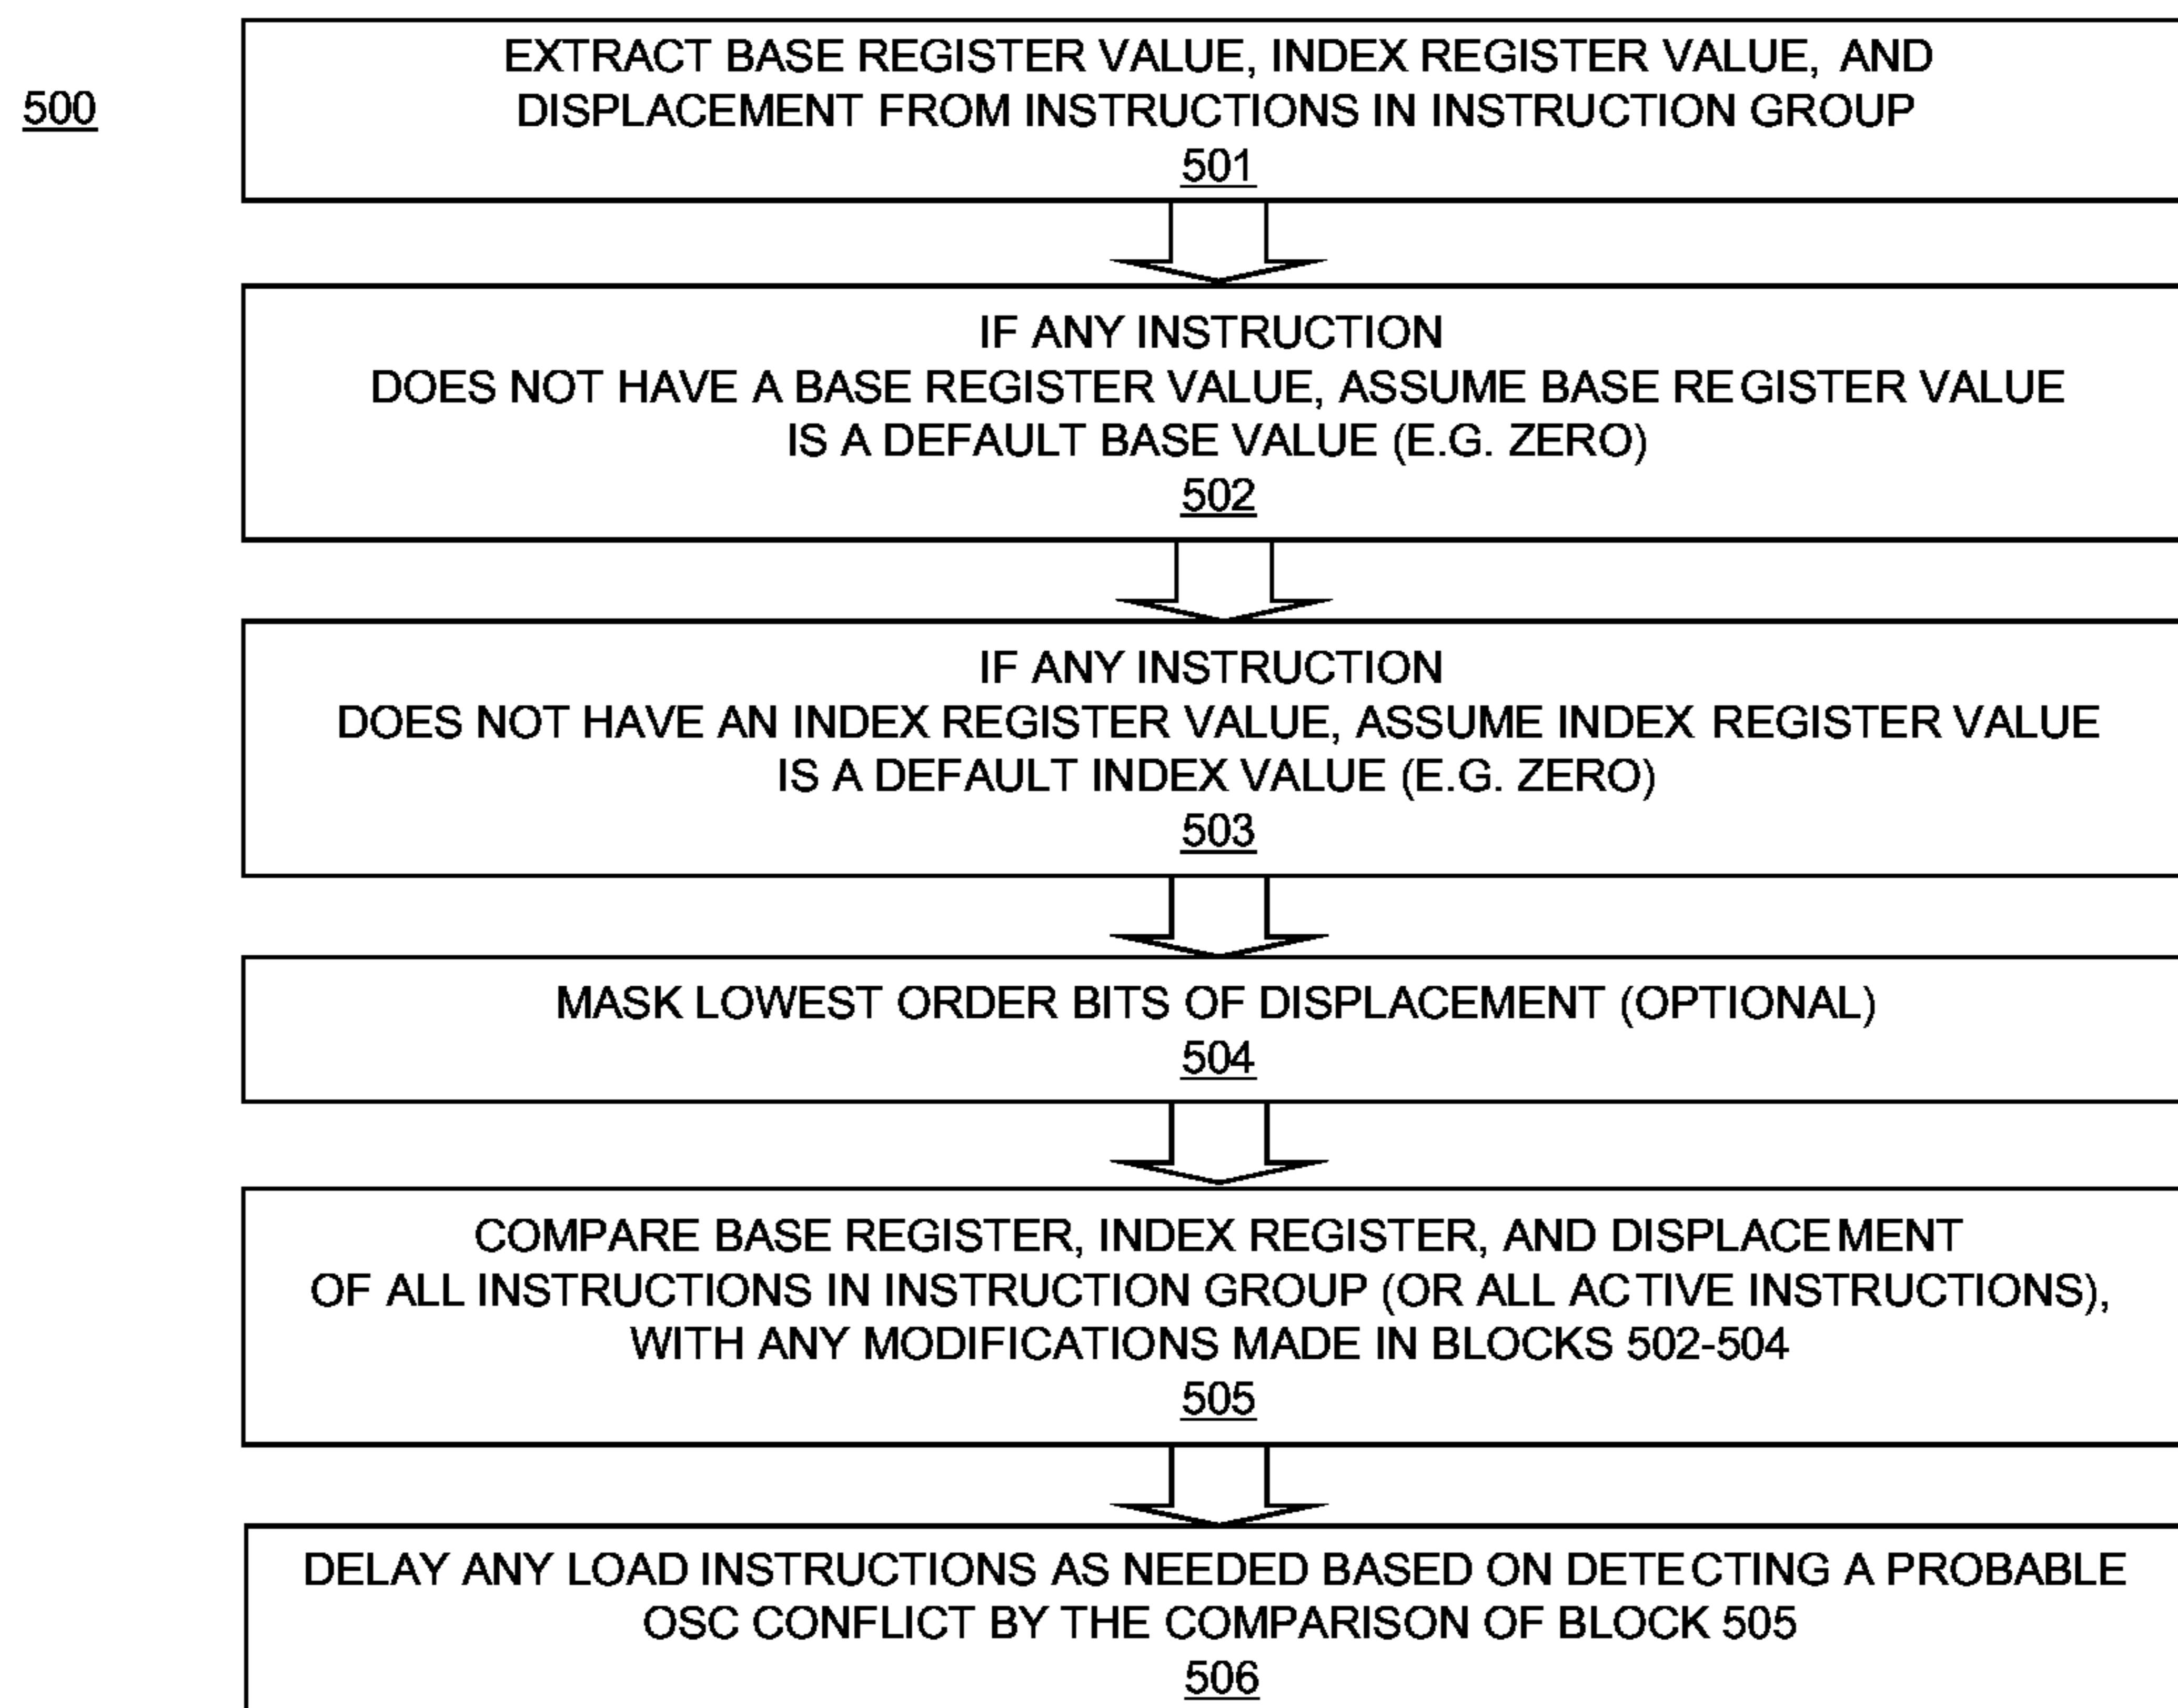 500
EXTRACT BASE REGISTER VALUE, INDEX REGISTER VALUE, AND
DISPLACEMENT FROM INSTRUCTIONS IN INSTRUCTION GROUP
501
IF ANY INSTRUCTION
DOES NOT HAVE A BASE REGISTER VALUE, ASSUME BASE REGISTER VALUE
IS A DEFAULT BASE VALUE (E.G. ZERO)
502
IF ANY INSTRUCTION
DOES NOT HAVE AN INDEX REGISTER VALUE, ASSUME INDEX REGISTER VALUE
IS A DEFAULT INDEX VALUE (E.G. ZERO)
503
MASK LOWEST ORDER BITS OF DISPLACEMENT (OPTIONAL)
504
COMPARE BASE REGISTER, INDEX REGISTER, AND DISPLACEMENT
OF ALL INSTRUCTIONS IN INSTRUCTION GROUP (OR ALL ACTIVE INSTRUCTIONS),
WITH ANY MODIFICATIONS MADE IN BLOCKS 502-504
505
DELAY ANY LOAD INSTRUCTIONS AS NEEDED BASED ON DETECTING A PROBABLE
OSC CONFLICT BY THE COMPARISON OF BLOCK 505
506